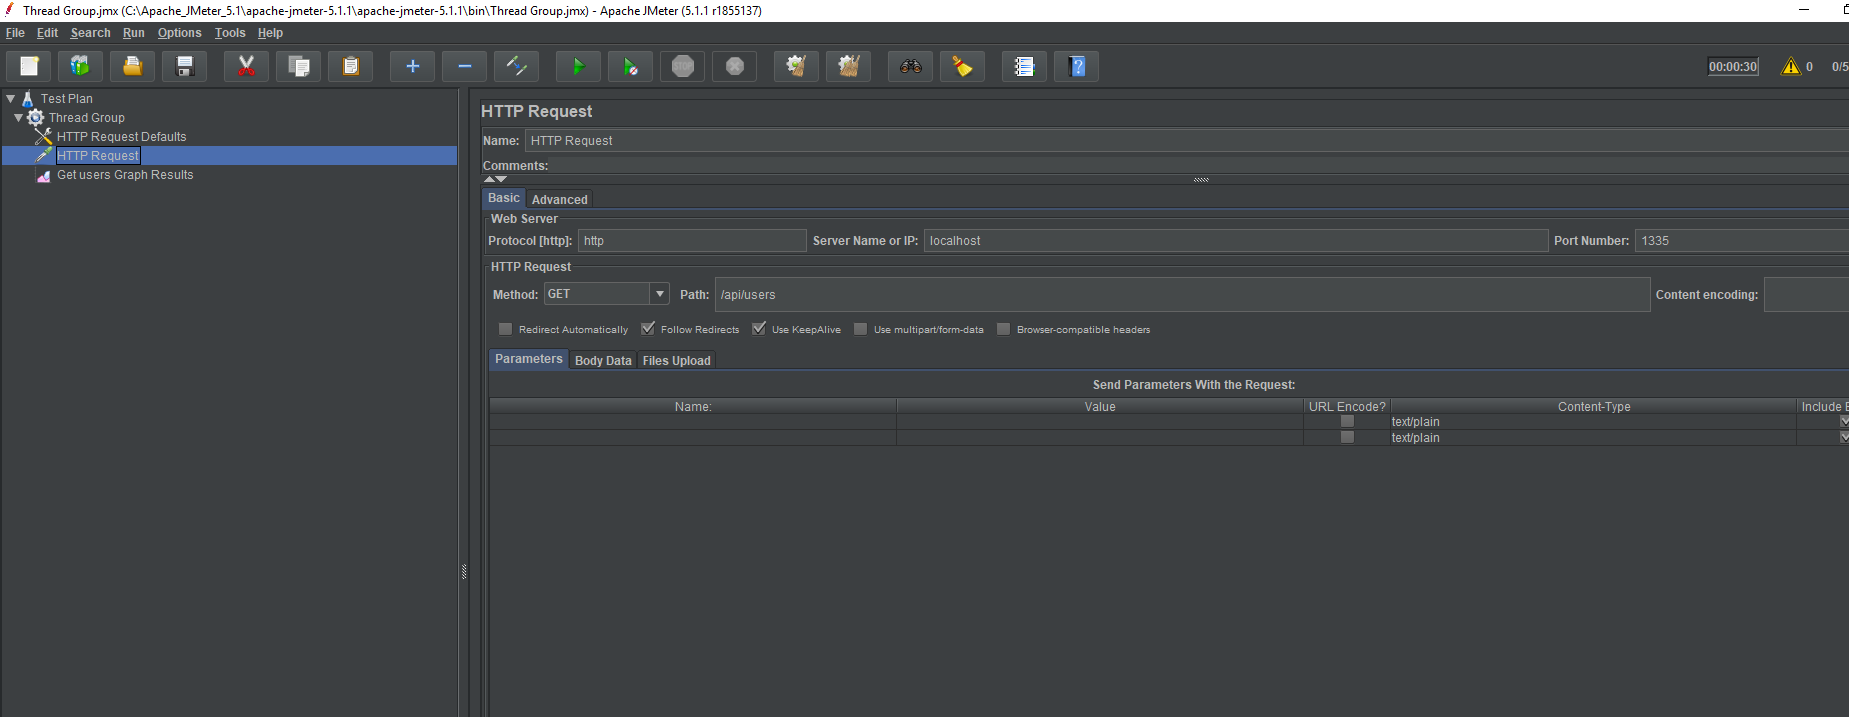 Thread Group.jmx (C:\Apache_JMeter_5.1\apache-jmeter-5.1.1\apache-jmeter-5.1.1\bin\Thread Group.jmx) - Apache JMeter (5.1.1 r1855137)
File Edit Search Run Options Tools Help
STOP
00:00:30 0 0/5
Test Plan
Thread Group
HTTP Request Defaults
HTTP Request
Get users Graph Results
HTTP Request
Name: HTTP Request
Comments:
Basic Advanced
Web Server
Protocol [http]: http Server Name or IP: localhost Port Number: 1335
HTTP Request
Method: GET Path: /api/users Content encoding:
Redirect Automatically Follow Redirects Use KeepAlive Use multipart/form-data Browser-compatible headers
Parameters Body Data Files Upload
Send Parameters With the Request:
Name: Value URL Encode? Content-Type Include E
text/plain
text/plain